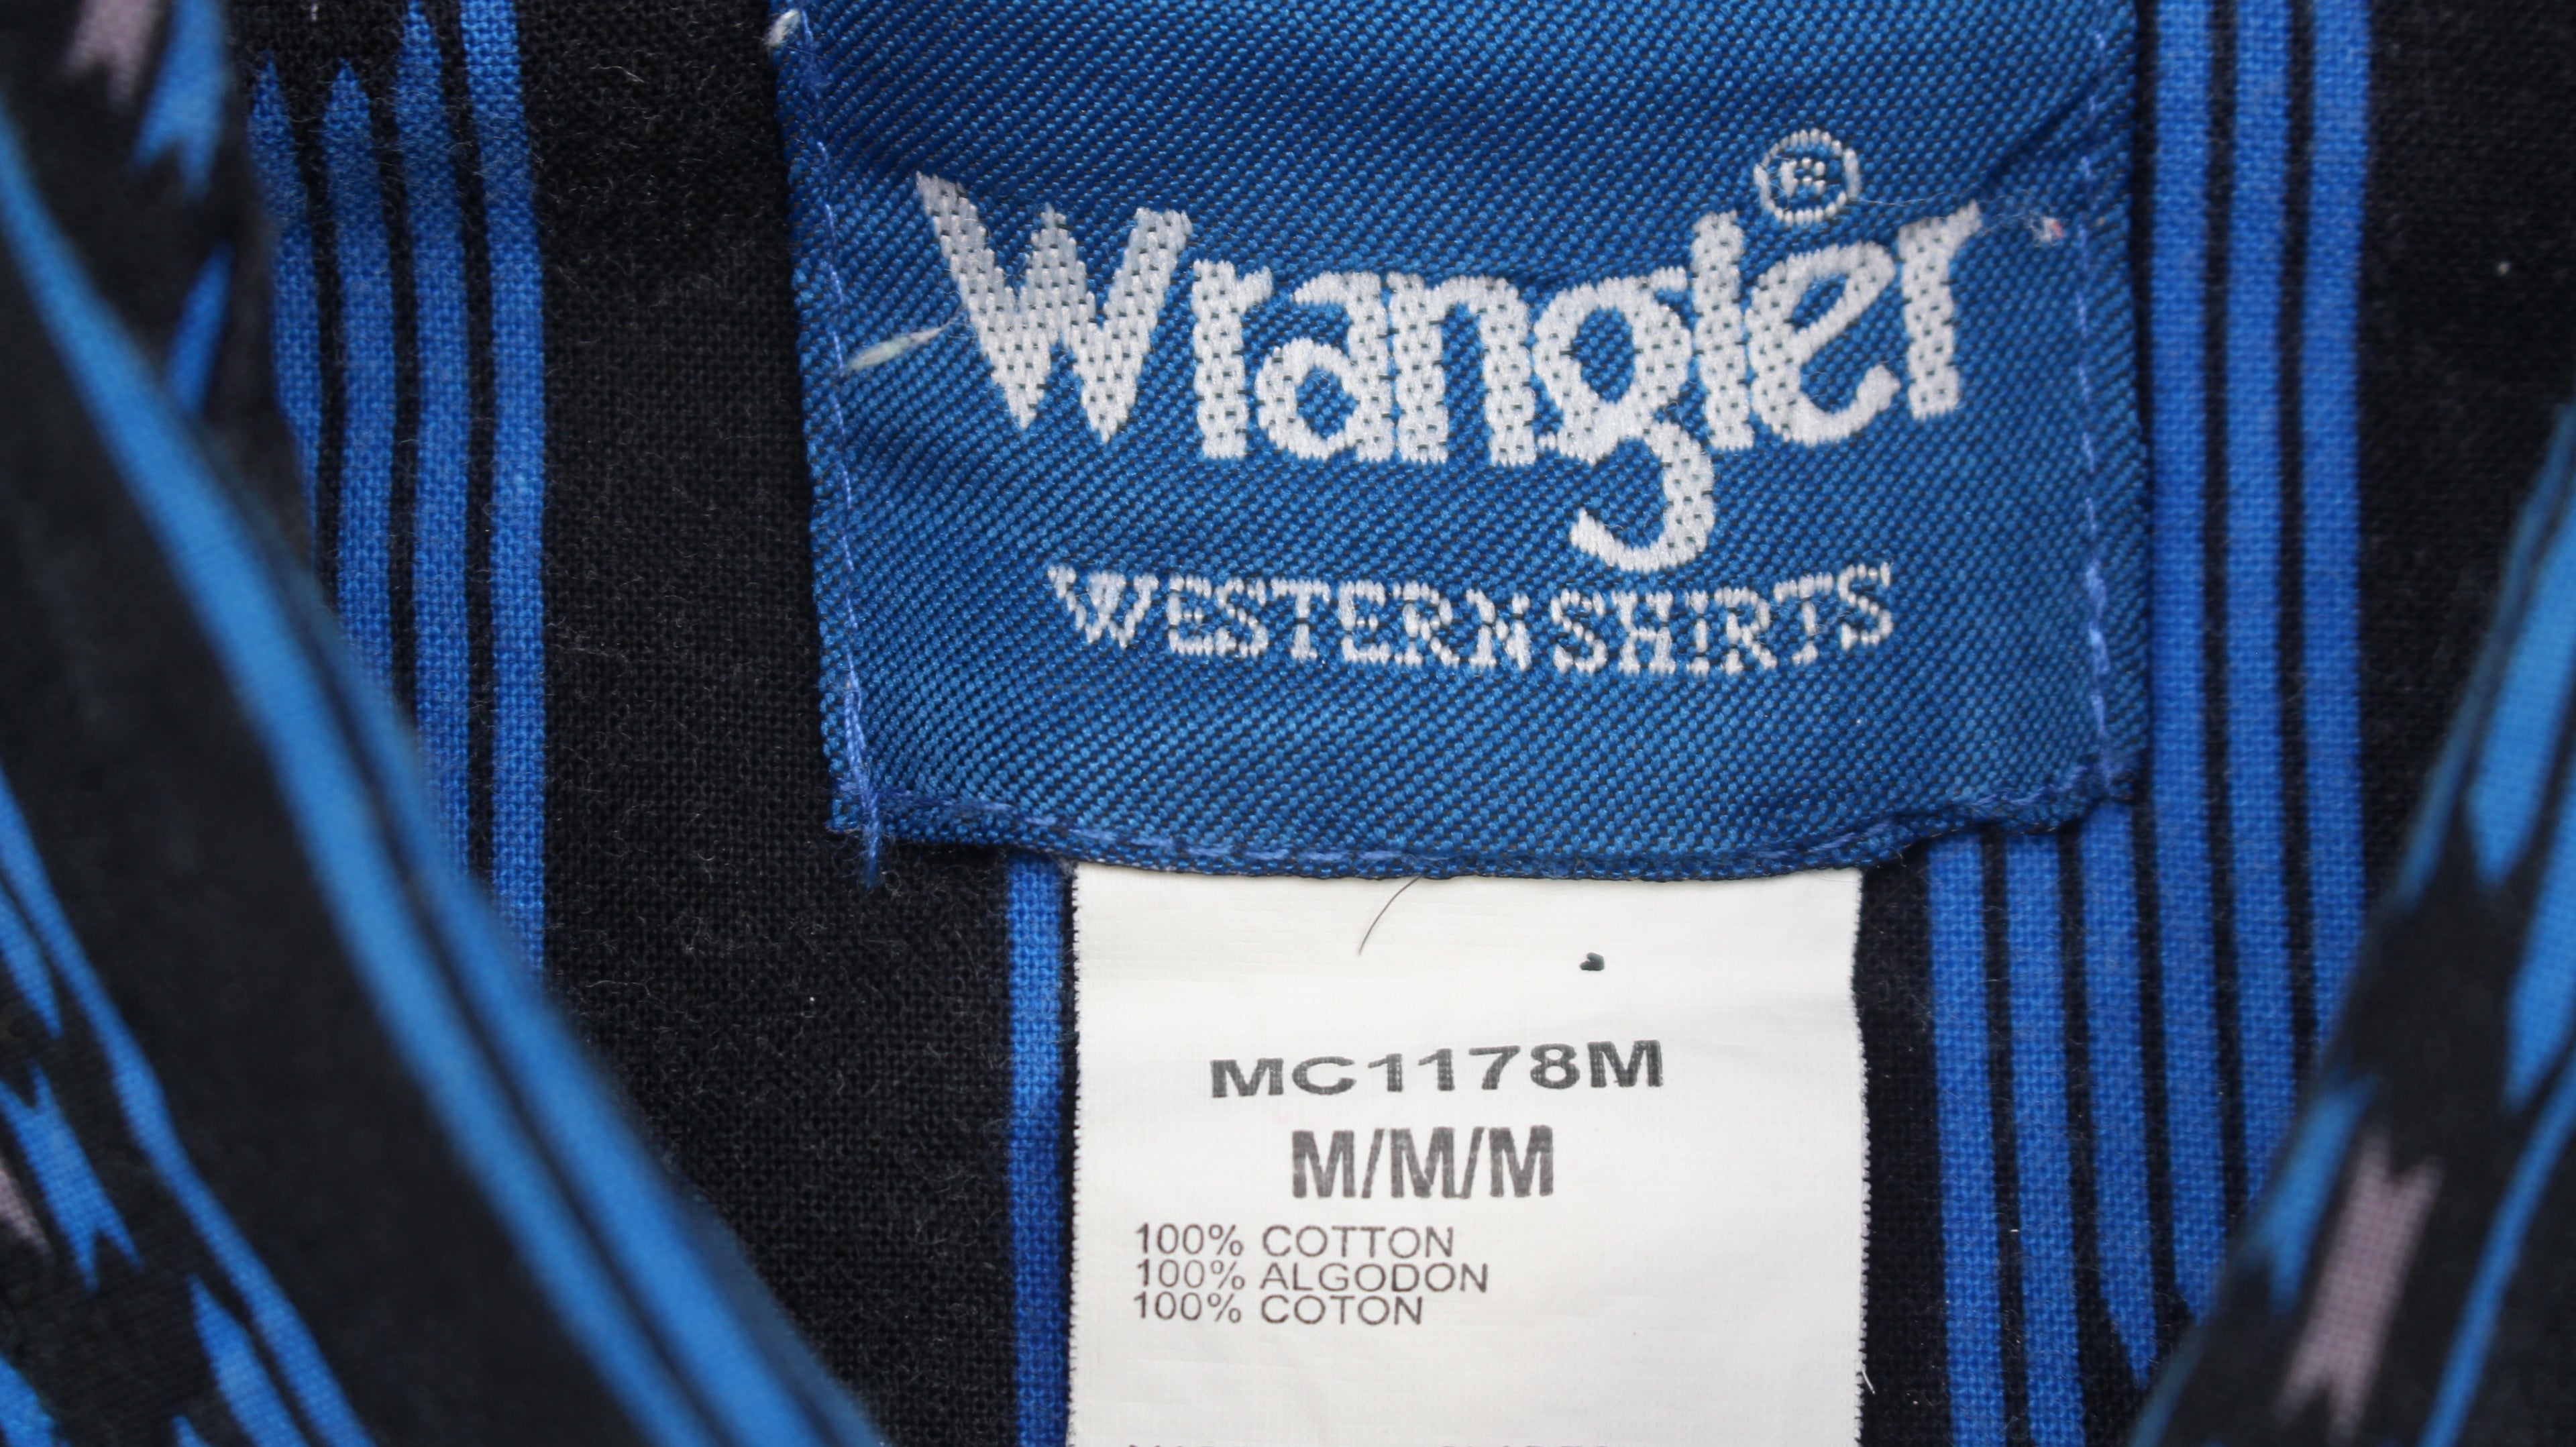 Wrangler®
WESTERN SHIRTS
MC1178M
M/M/M
100% COTTON
100% ALGODON
100% COTON